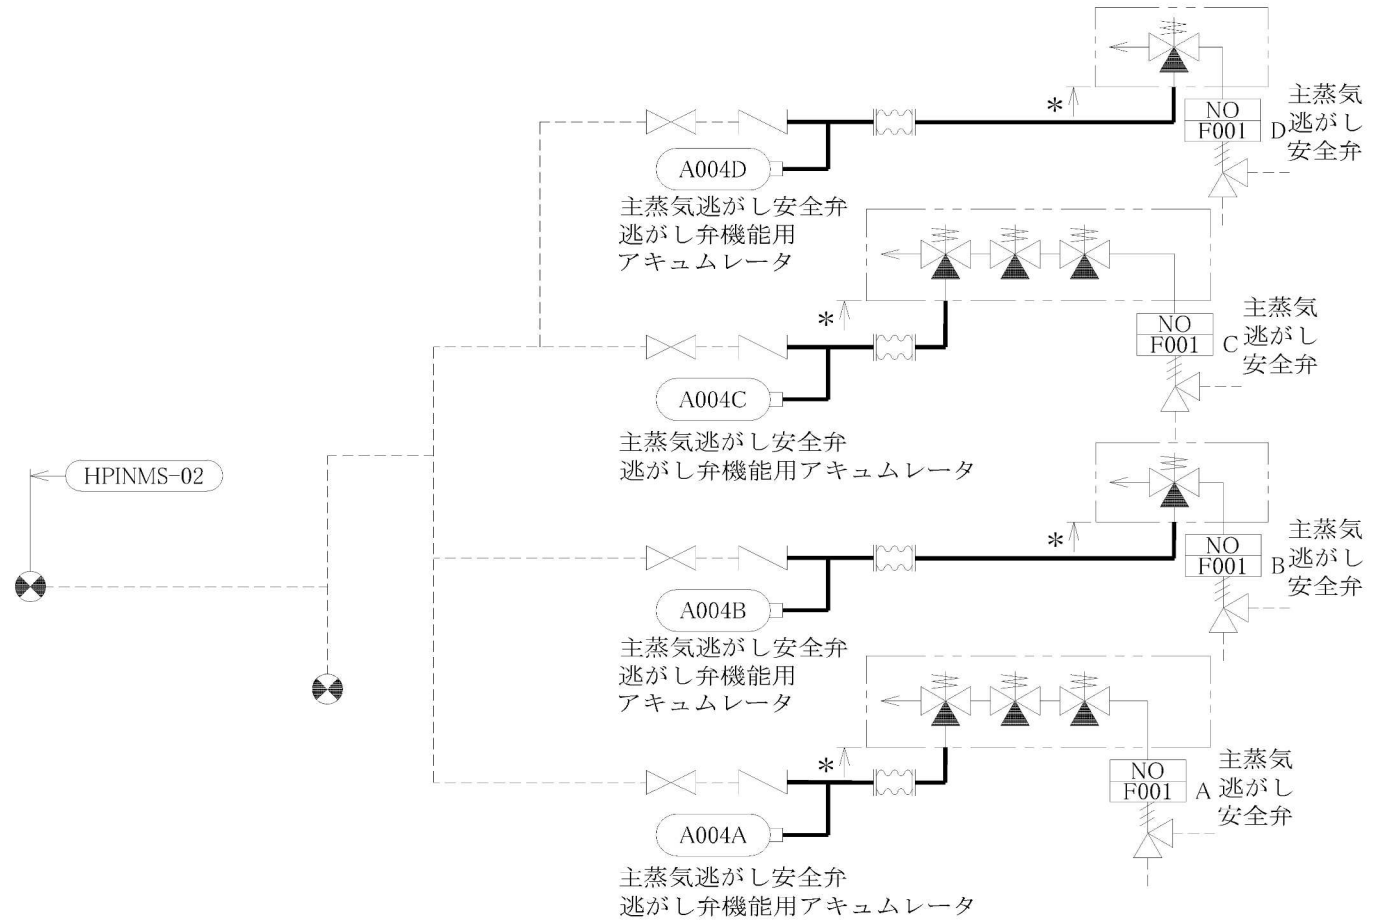 NO
F001
D
主蒸気
逃がし
安全弁
*
A004D
主蒸気逃がし安全弁
逃がし弁機能用
アキュムレータ
NO
F001
C
主蒸気
逃がし
安全弁
*
A004C
主蒸気逃がし安全弁
逃がし弁機能用アキュムレータ
HPINMS-02
NO
F001
B
主蒸気
逃がし
安全弁
*
A004B
主蒸気逃がし安全弁
逃がし弁機能用
アキュムレータ
NO
F001
A
主蒸気
逃がし
安全弁
*
A004A
主蒸気逃がし安全弁
逃がし弁機能用アキュムレータ